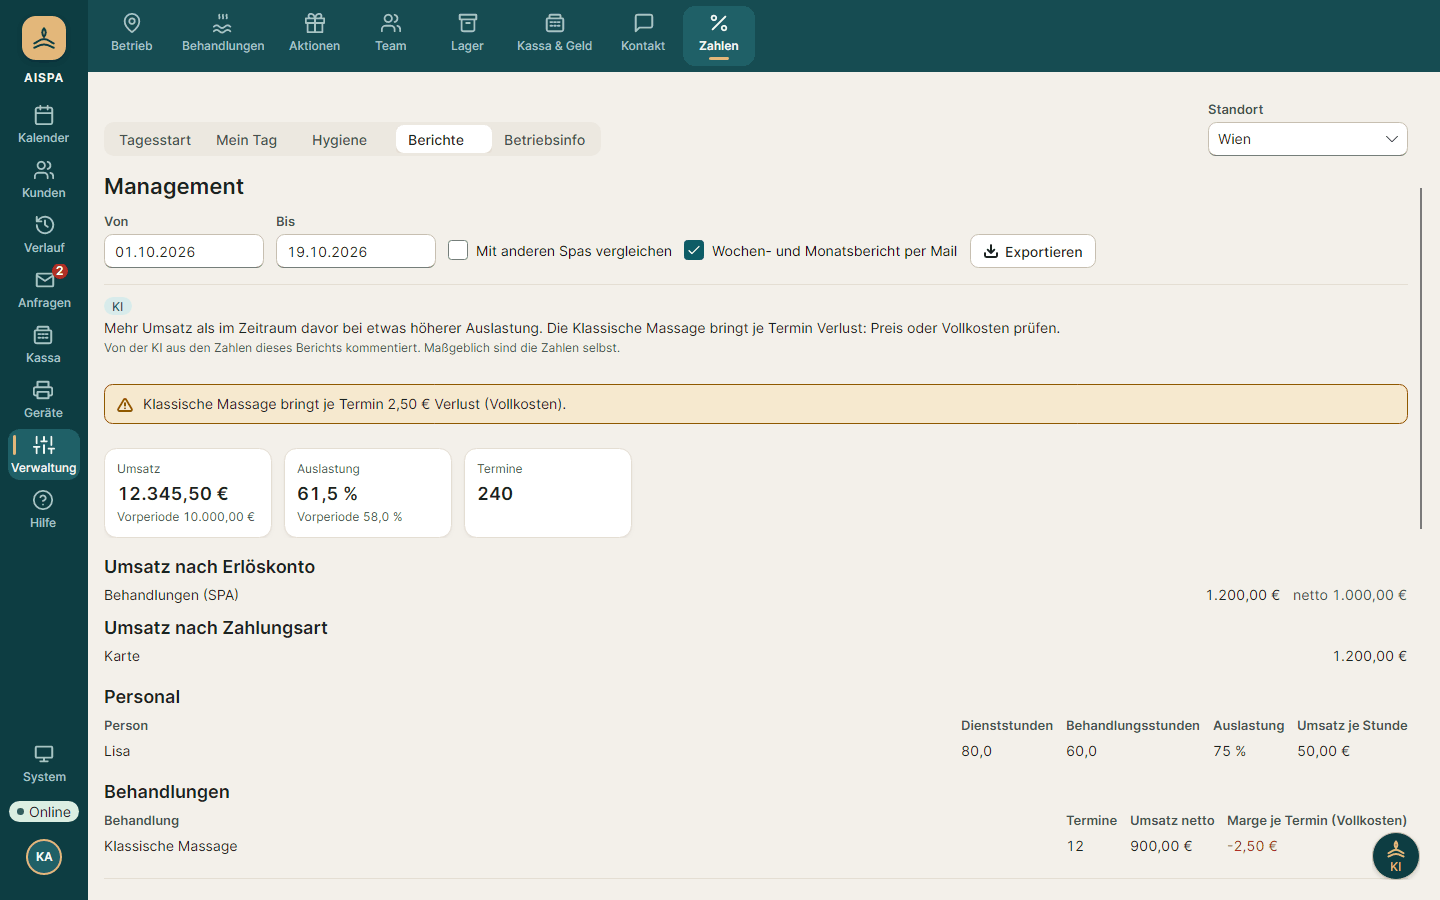 AISPA
Kalender
Kunden
Verlauf
2
Anfragen
Kassa
Geräte
Verwaltung
Hilfe
System
Online
KA
Betrieb
Behandlungen
Aktionen
Team
Lager
Kassa & Geld
Kontakt
Zahlen
Tagesstart
Mein Tag
Hygiene
Berichte
Betriebsinfo
Standort
Wien
Management
Von
Bis
01.10.2026
19.10.2026
Mit anderen Spas vergleichen
Wochen- und Monatsbericht per Mail
Exportieren
KI
Mehr Umsatz als im Zeitraum davor bei etwas höherer Auslastung. Die Klassische Massage bringt je Termin Verlust: Preis oder Vollkosten prüfen.
Von der KI aus den Zahlen dieses Berichts kommentiert. Maßgeblich sind die Zahlen selbst.
Klassische Massage bringt je Termin 2,50 € Verlust (Vollkosten).
Umsatz
12.345,50 €
Vorperiode 10.000,00 €
Auslastung
61,5 %
Vorperiode 58,0 %
Termine
240
Umsatz nach Erlöskonto
Behandlungen (SPA) 1.200,00 € netto 1.000,00 €
Umsatz nach Zahlungsart
Karte 1.200,00 €
Personal
Person Dienststunden Behandlungsstunden Auslastung Umsatz je Stunde
Lisa 80,0 60,0 75 % 50,00 €
Behandlungen
Behandlung Termine Umsatz netto Marge je Termin (Vollkosten)
Klassische Massage 12 900,00 € -2,50 €
KI